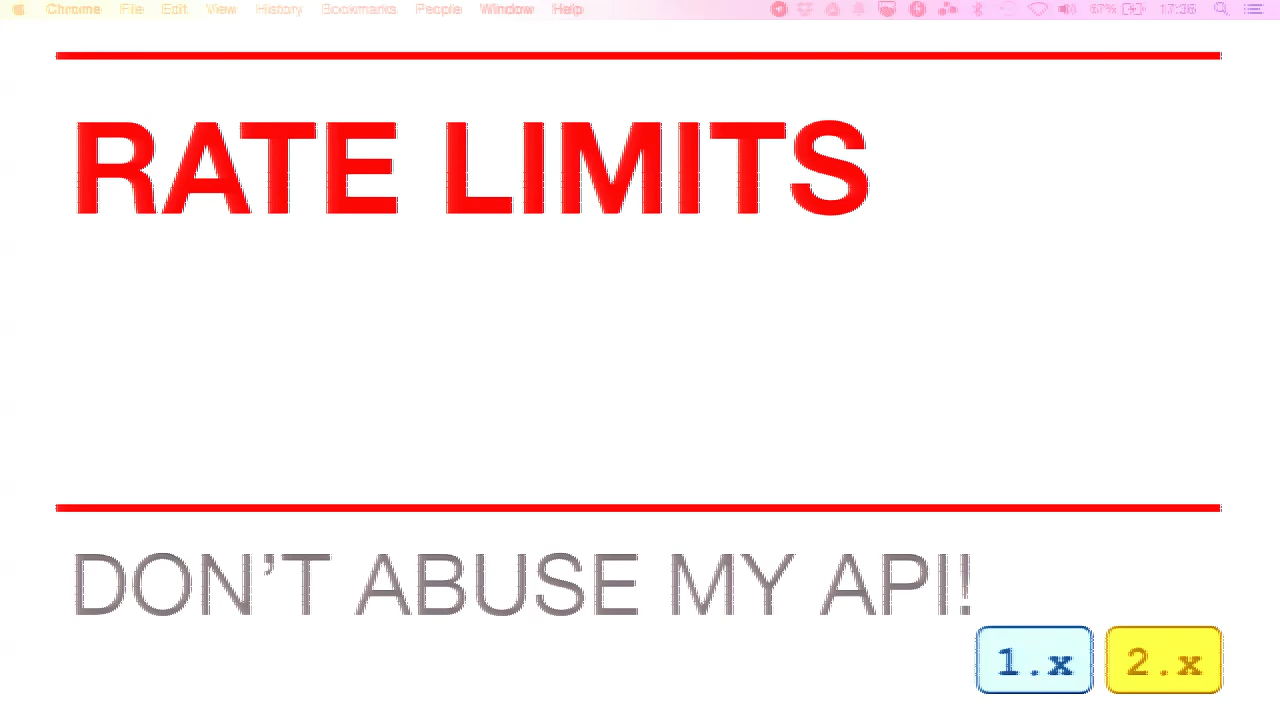 Chrome File Edit View History Bookmarks People Window Help 67% 17:36
RATE LIMITS
DON’T ABUSE MY API!
1.x 2.x